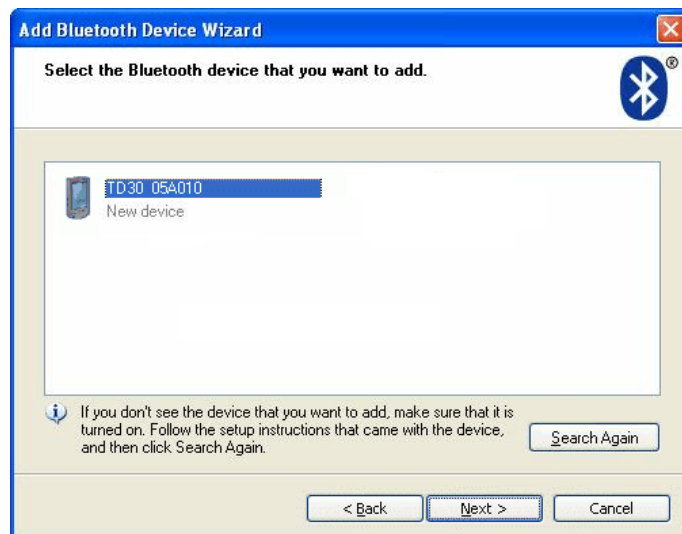 Add Bluetooth Device Wizard
Select the Bluetooth device that you want to add.
®
TD30 05A010
New device
If you don't see the device that you want to add, make sure that it is
turned on. Follow the setup instructions that came with the device,
and then click Search Again.
Search Again
< Back
Next >
Cancel